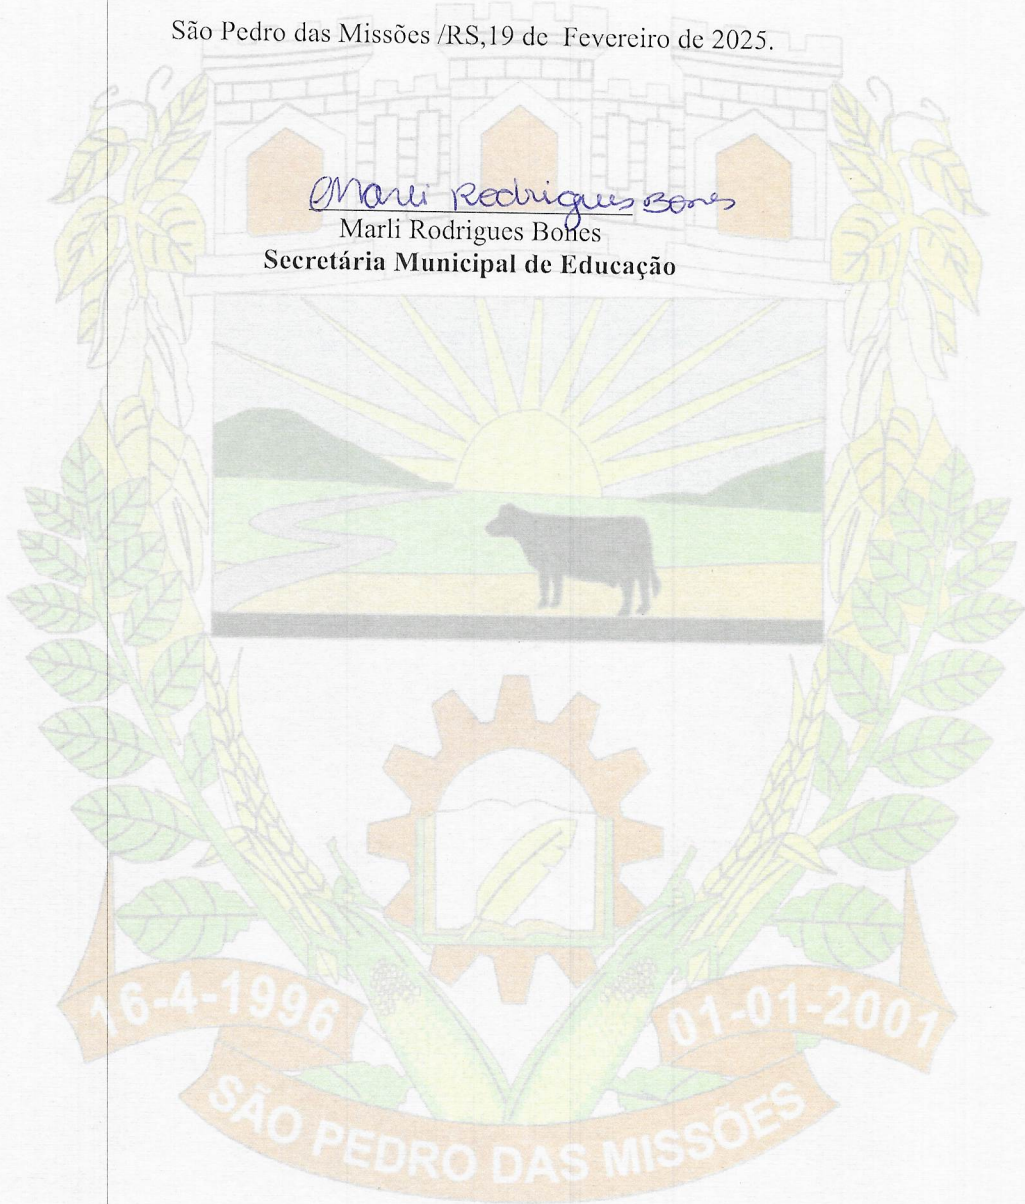 São Pedro das Missões /RS,19 de  Fevereiro de 2025.
Marli Rodrigues Bones
Marli Rodrigues Bones
Secretária Municipal de Educação
16-4-1996
01-01-2001
SÃO PEDRO DAS MISSÕES